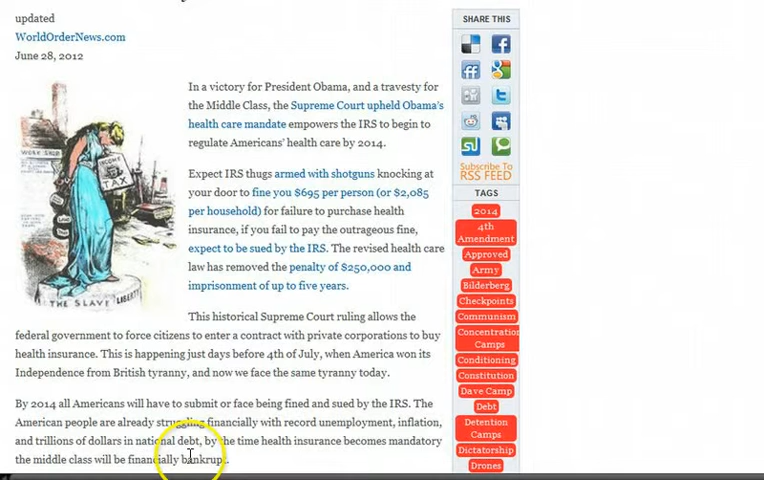 updated
WorldOrderNews.com
June 28, 2012
In a victory for President Obama, and a travesty for
the Middle Class, the Supreme Court upheld Obama's
health care mandate empowers the IRS to begin to
regulate Americans' health care by 2014.
Expect IRS thugs armed with shotguns knocking at
your door to fine you $695 per person (or $2,085
per household) for failure to purchase health
insurance, if you fail to pay the outrageous fine,
expect to be sued by the IRS. The revised health care
law has removed the penalty of $250,000 and
imprisonment of up to five years.
This historical Supreme Court ruling allows the
federal government to force citizens to enter a contract with private corporations to buy
health insurance. This is happening just days before 4th of July, when America won its
Independence from British tyranny, and now we face the same tyranny today.
By 2014 all Americans will have to submit or face being fined and sued by the IRS. The
American people are already struggling financially with record unemployment, inflation,
and trillions of dollars in national debt, by the time health insurance becomes mandatory
the middle class will be financially bankrupt.
WORK SHOP
INCOME
TAX
THE SLAVE LIBERTY
SHARE THIS
Subscribe To
RSS FEED
TAGS
2014
4th
Amendment
Approved
Army
Bilderberg
Checkpoints
Communism
Concentration
Camps
Conditioning
Constitution
Dave Camp
Debt
Detention
Camps
Dictatorship
Drones